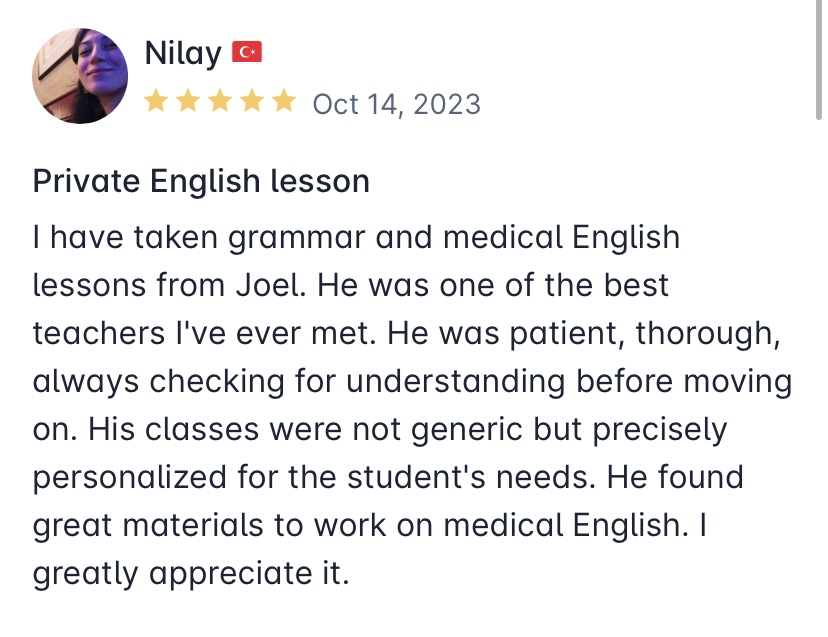 Nilay
Oct 14, 2023
Private English lesson
I have taken grammar and medical English
lessons from Joel. He was one of the best
teachers I've ever met. He was patient, thorough,
always checking for understanding before moving
on. His classes were not generic but precisely
personalized for the student's needs. He found
great materials to work on medical English. I
greatly appreciate it.